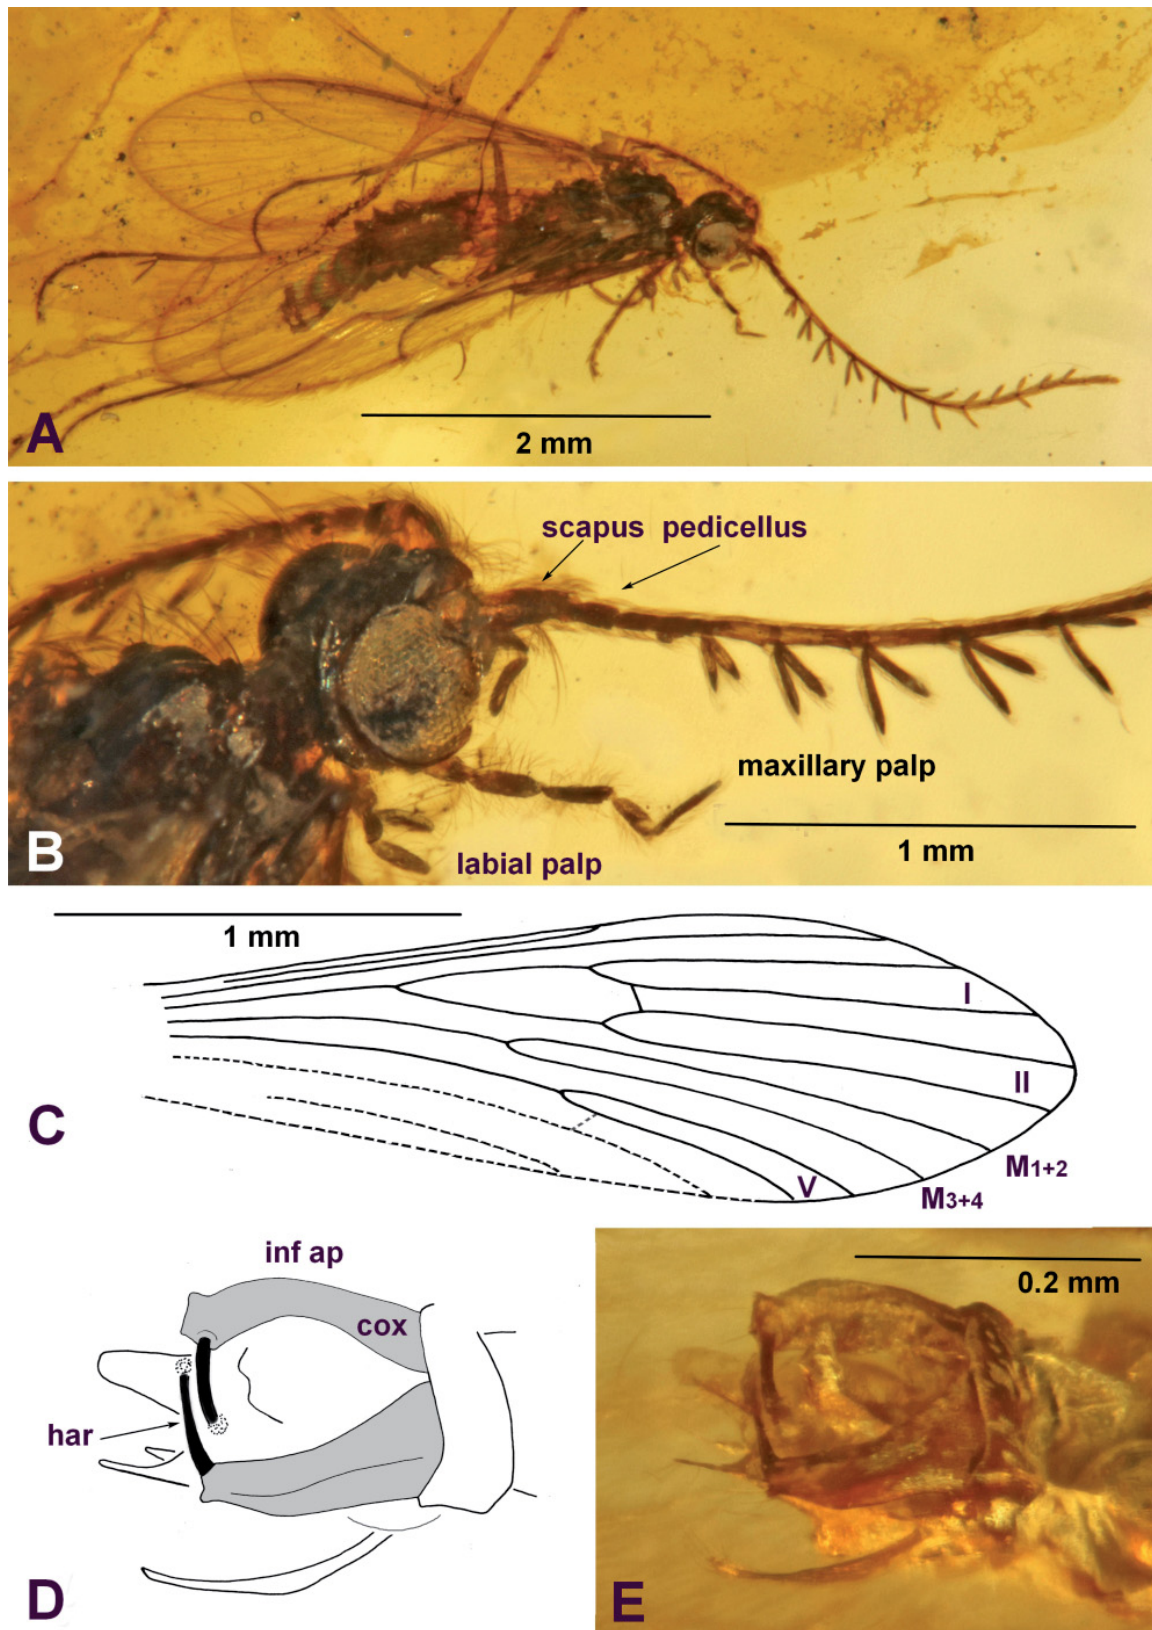 A
2 mm
scapus pedicellus
maxillary palp
B
1 mm
labial palp
1 mm
I
II
C
M1+2
V
M3+4
inf ap
0.2 mm
cox
har
D
E